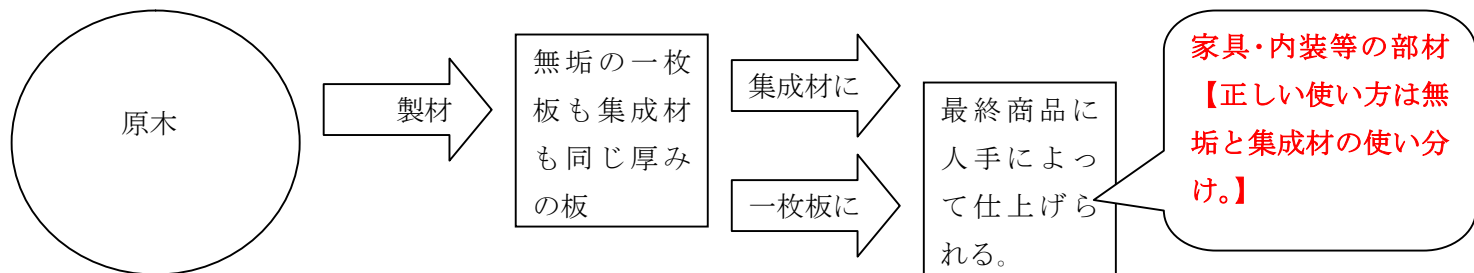 原木
製材
無垢の一枚
板も集成材
も同じ厚み
の板
集成材に
一枚板に
最終商品に
人手によっ
て仕上げら
れる。
家具・内装等の部材
【正しい使い方は無
垢と集成材の使い分
け。】